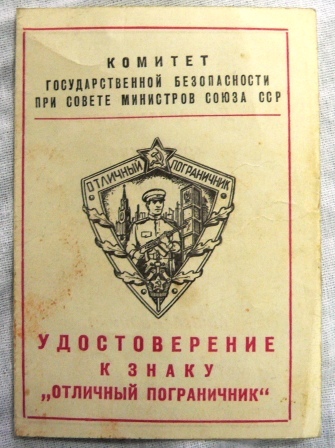 КОМИТЕТ
ГОСУДАРСТВЕННОЙ БЕЗОПАСНОСТИ
ПРИ СОВЕТЕ МИНИСТРОВ СОЮЗА ССР
ОТЛИЧНЫЙ ПОГРАНИЧНИК
УДОСТОВЕРЕНИЕ
К ЗНАКУ
„ОТЛИЧНЫЙ ПОГРАНИЧНИК“